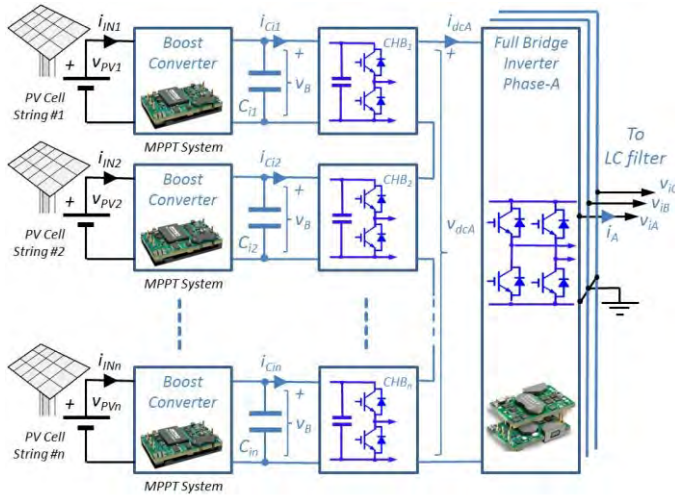 i_IN1
i_Ci1
i_dcA
Boost
Converter
CHB_1
Full Bridge
Inverter
Phase-A
+
v_PV1
+
v_B
C_i1
+
PV Cell
String #1
MPPT System
i_IN2
i_Ci2
Boost
Converter
CHB_2
To
LC filter
+
v_PV2
+
v_B
C_i2
v_dcA
v_iC
v_iB
i_A
v_iA
PV Cell
String #2
MPPT System
i_INn
i_Cin
Boost
Converter
CHB_n
+
v_PVn
+
v_B
C_in
PV Cell
String #n
MPPT System